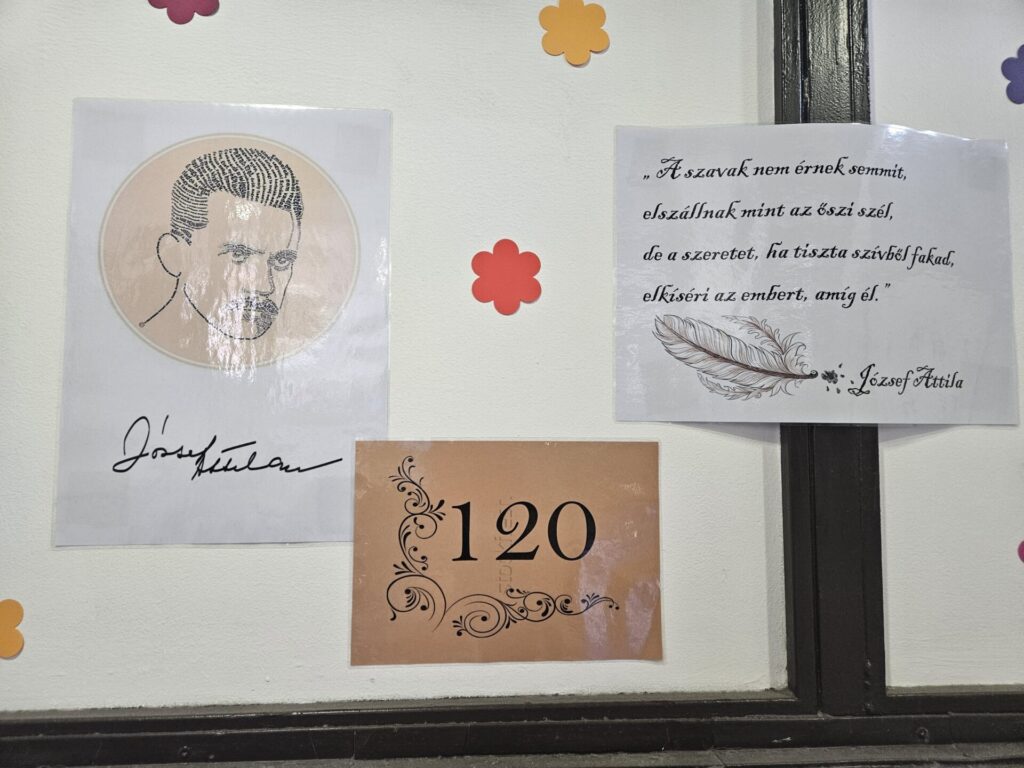 József Attila
120
„A szavak nem érnek semmit,
elszállnak mint az őszi szél,
de a szeretet, ha tiszta szívből fakad,
elkíséri az embert, amíg él.”
József Attila